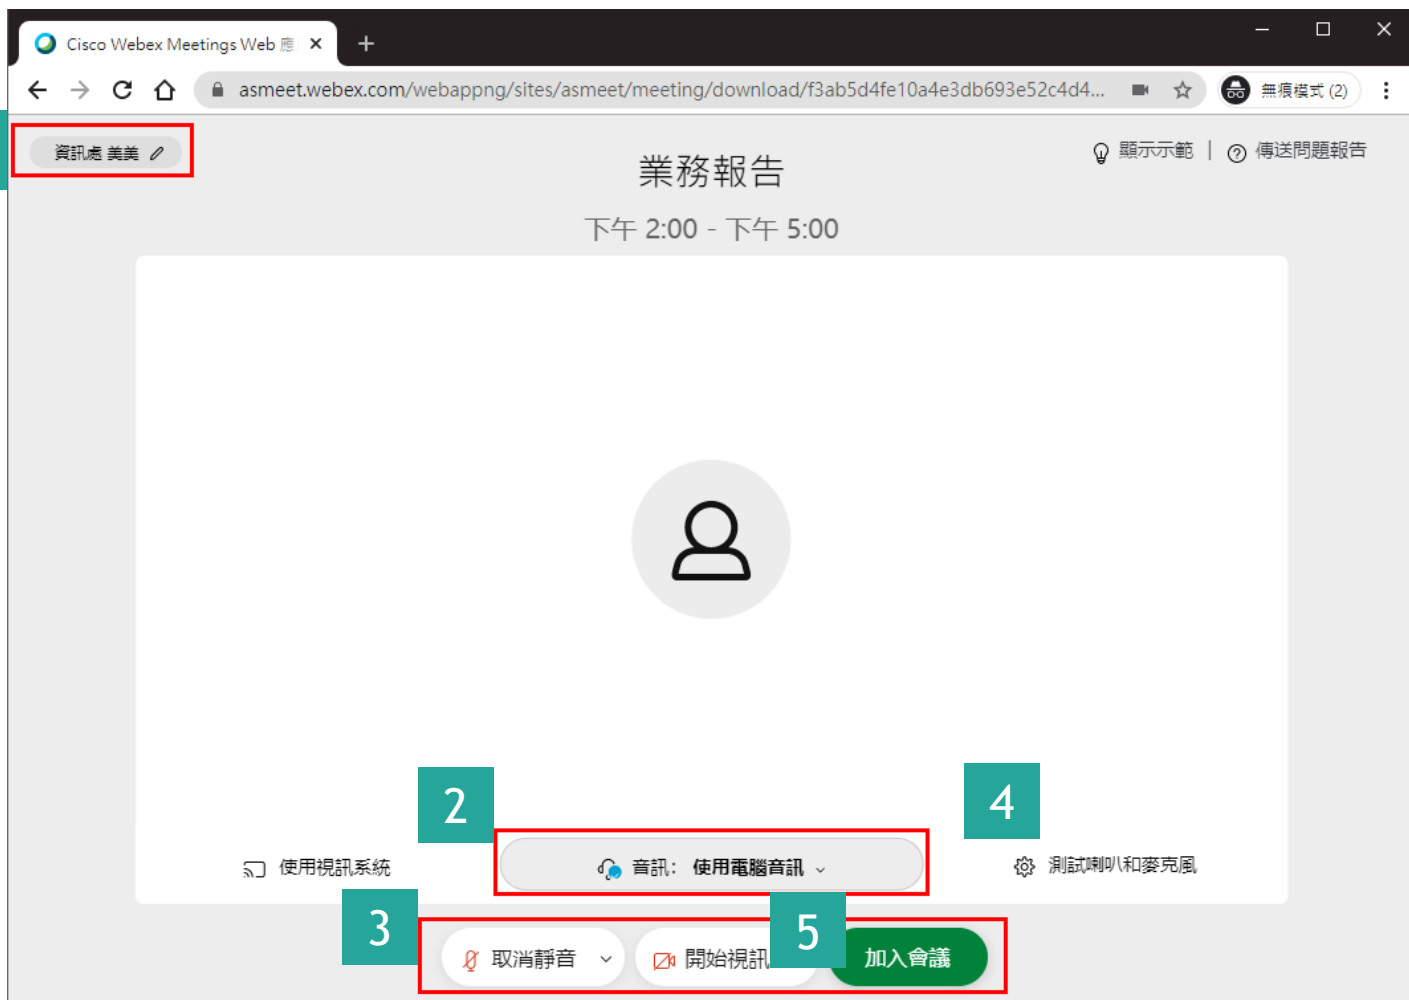 Cisco Webex Meetings Web 應
asmeet.webex.com/webappng/sites/asmeet/meeting/download/f3ab5d4fe10a4e3db693e52c4d4...
無痕模式 (2)
資訊處 美美
顯示示範 | 傳送問題報告
業務報告
下午 2:00 - 下午 5:00
2
4
使用視訊系統
音訊: 使用電腦音訊
測試喇叭和麥克風
3
5
取消靜音
開始視訊
加入會議